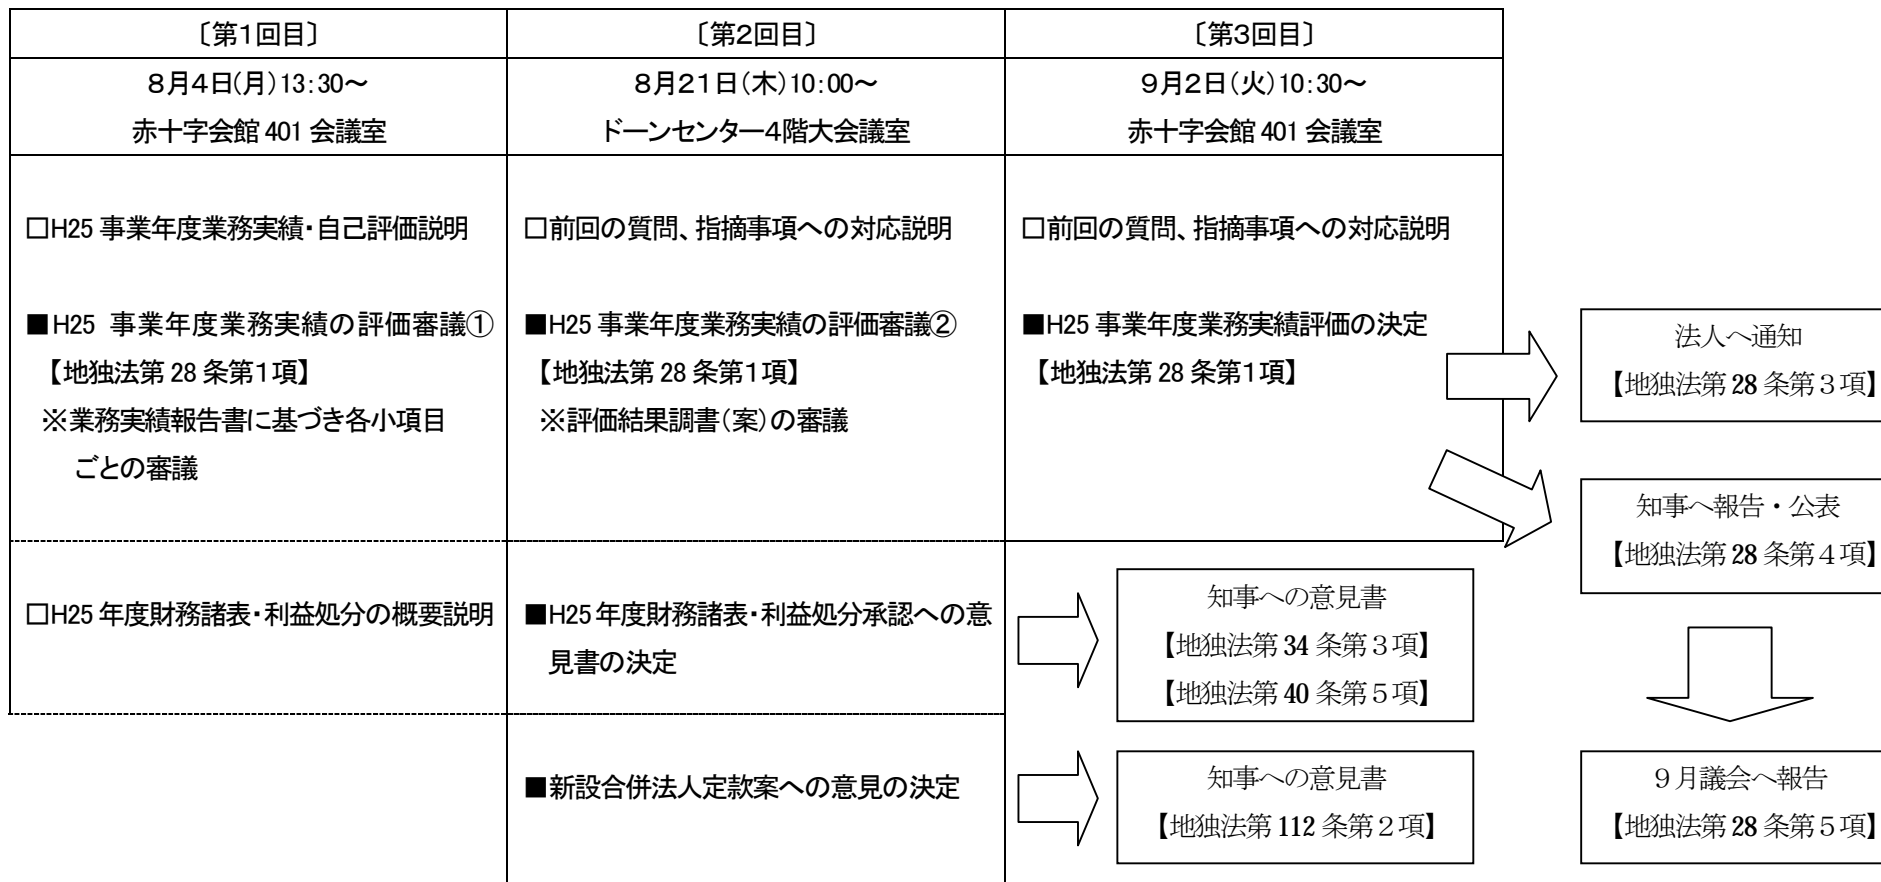 〔第1回目〕
8月4日(月)13:30～
赤十字会館 401 会議室
□H25 事業年度業務実績・自己評価説明
■H25 事業年度業務実績の評価審議①
【地独法第 28 条第1項】
※業務実績報告書に基づき各小項目
ごとの審議
□H25 年度財務諸表・利益処分の概要説明
〔第2回目〕
8月21日(木)10:00～
ドーンセンター4階大会議室
□前回の質問、指摘事項への対応説明
■H25 事業年度業務実績の評価審議②
【地独法第 28 条第1項】
※評価結果調書(案)の審議
■H25 年度財務諸表・利益処分承認への意
見書の決定
■新設合併法人定款案への意見の決定
〔第3回目〕
9月2日(火)10:30～
赤十字会館 401 会議室
□前回の質問、指摘事項への対応説明
■H25 事業年度業務実績評価の決定
【地独法第 28 条第1項】
知事への意見書
【地独法第 34 条第3項】
【地独法第 40 条第5項】
知事への意見書
【地独法第 112 条第2項】
法人へ通知
【地独法第 28 条第3項】
知事へ報告・公表
【地独法第 28 条第4項】
9月議会へ報告
【地独法第 28 条第5項】